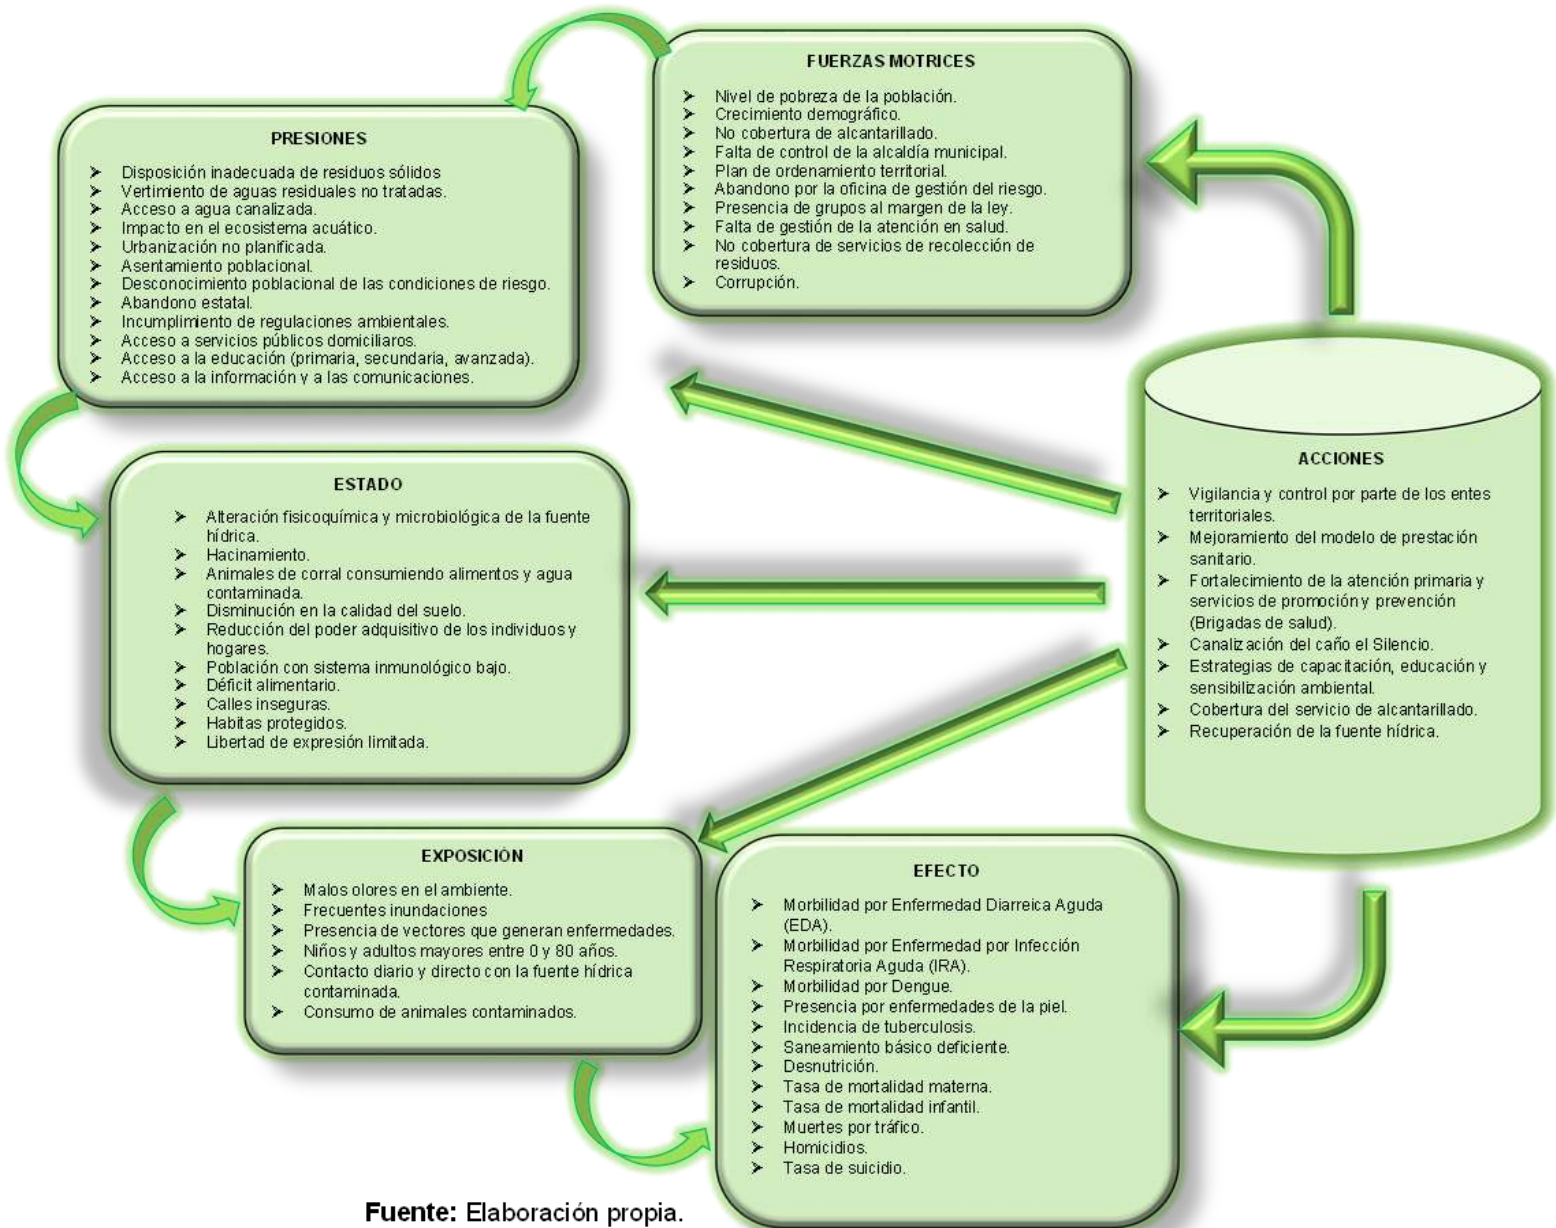 FUERZAS MOTRICES
➤ Nivel de pobreza de la población.
➤ Crecimiento demográfico.
➤ No cobertura de alcantarillado.
➤ Falta de control de la alcaldía municipal.
➤ Plan de ordenamiento territorial.
➤ Abandono por la oficina de gestión del riesgo.
➤ Presencia de grupos al margen de la ley.
➤ Falta de gestión de la atención en salud.
➤ No cobertura de servicios de recolección de
residuos.
➤ Corrupción.
PRESIONES
➤ Disposición inadecuada de residuos sólidos
➤ Vertimiento de aguas residuales no tratadas.
➤ Acceso a agua canalizada.
➤ Impacto en el ecosistema acuático.
➤ Urbanización no planificada.
➤ Asentamiento poblacional.
➤ Desconocimiento poblacional de las condiciones de riesgo.
➤ Abandono estatal.
➤ Incumplimiento de regulaciones ambientales.
➤ Acceso a servicios públicos domiciliaros.
➤ Acceso a la educación (primaria, secundaria, avanzada).
➤ Acceso a la información y a las comunicaciones.
ESTADO
➤ Alteración fisicoquímica y microbiológica de la fuente
hídrica.
➤ Hacinamiento.
➤ Animales de corral consumiendo alimentos y agua
contaminada.
➤ Disminución en la calidad del suelo.
➤ Reducción del poder adquisitivo de los individuos y
hogares.
➤ Población con sistema inmunológico bajo.
➤ Déficit alimentario.
➤ Calles inseguras.
➤ Habitas protegidos.
➤ Libertad de expresión limitada.
ACCIONES
➤ Vigilancia y control por parte de los entes
territoriales.
➤ Mejoramiento del modelo de prestación
sanitario.
➤ Fortalecimiento de la atención primaria y
servicios de promoción y prevención
(Brigadas de salud).
➤ Canalización del caño el Silencio.
➤ Estrategias de capacitación, educación y
sensibilización ambiental.
➤ Cobertura del servicio de alcantarillado.
➤ Recuperación de la fuente hídrica.
EXPOSICIÓN
➤ Malos olores en el ambiente.
➤ Frecuentes inundaciones
➤ Presencia de vectores que generan enfermedades.
➤ Niños y adultos mayores entre 0 y 80 años.
➤ Contacto diario y directo con la fuente hídrica
contaminada.
➤ Consumo de animales contaminados.
EFECTO
➤ Morbilidad por Enfermedad Diarreica Aguda
(EDA).
➤ Morbilidad por Enfermedad por Infección
Respiratoria Aguda (IRA).
➤ Morbilidad por Dengue.
➤ Presencia por enfermedades de la piel.
➤ Incidencia de tuberculosis.
➤ Saneamiento básico deficiente.
➤ Desnutrición.
➤ Tasa de mortalidad materna.
➤ Tasa de mortalidad infantil.
➤ Muertes por tráfico.
➤ Homicidios.
➤ Tasa de suicidio.
Fuente: Elaboración propia.